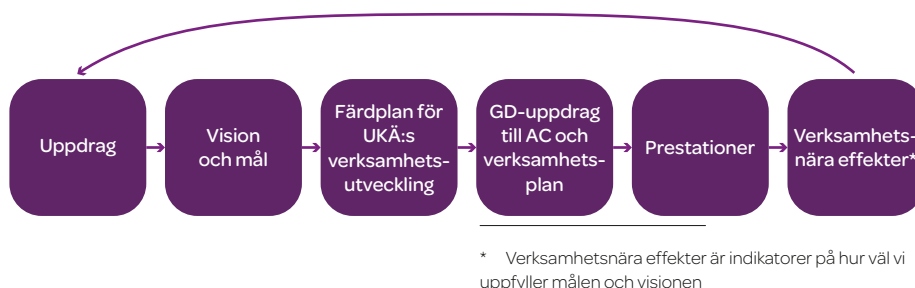 Uppdrag
Vision
och mål
Färdplan för
UKÄ:s
verksamhets-
utveckling
GD-uppdrag
till AC och
verksamhets-
plan
Prestationer
Verksamhets-
nära effekter*
* Verksamhetsnära effekter är indikatorer på hur väl vi
uppfyller målen och visionen